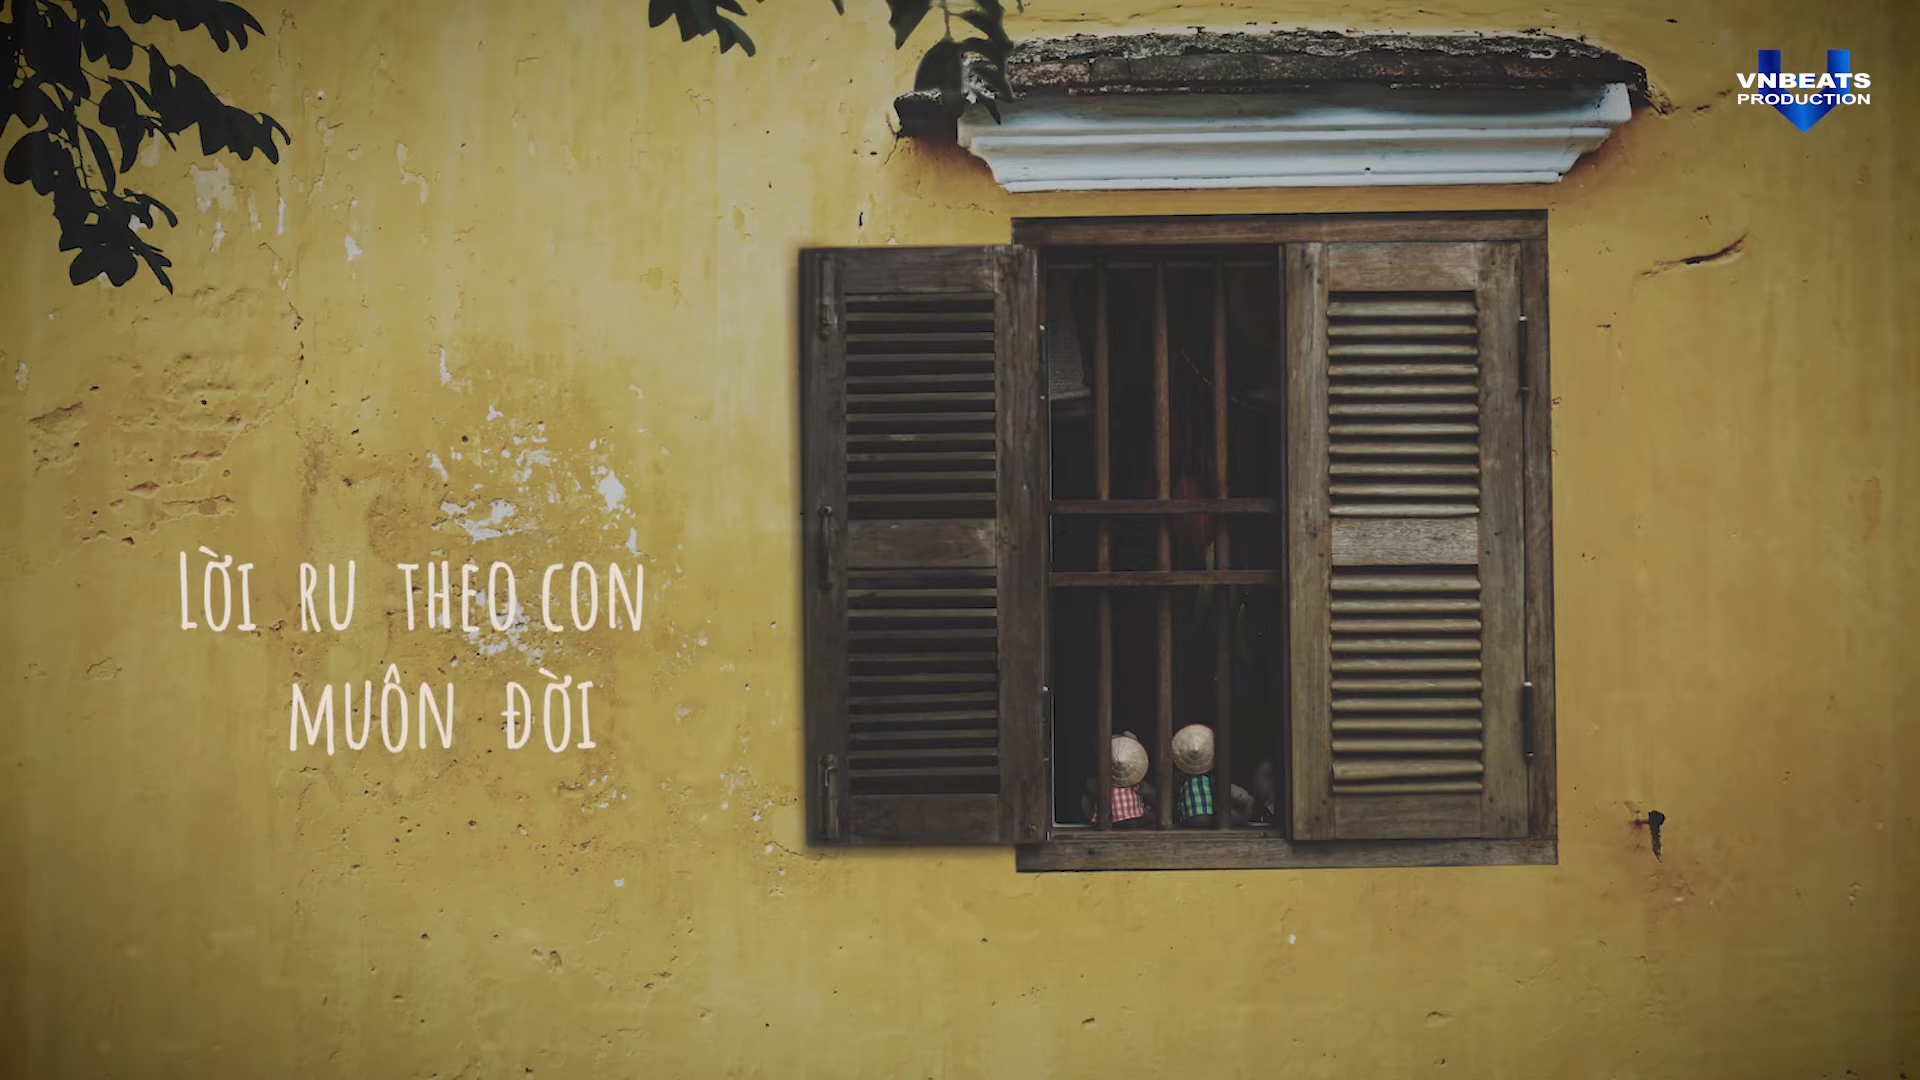 VNBEATS
PRODUCTION
Lời ru theo con
muôn đời